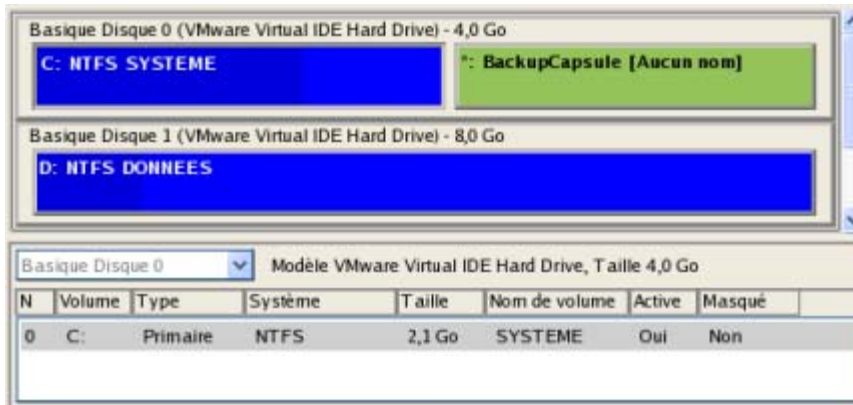 Basique Disque 0 (VMware Virtual IDE Hard Drive) - 4,0 Go
C: NTFS SYSTEME
*: BackupCapsule [Aucun nom]
Basique Disque 1 (VMware Virtual IDE Hard Drive) - 8,0 Go
D: NTFS DONNEES
Basique Disque 0
Modèle VMware Virtual IDE Hard Drive, Taille 4,0 Go
N Volume Type Système Taille Nom de volume Active Masqué
0 C: Primaire NTFS 2,1 Go SYSTEME Oui Non